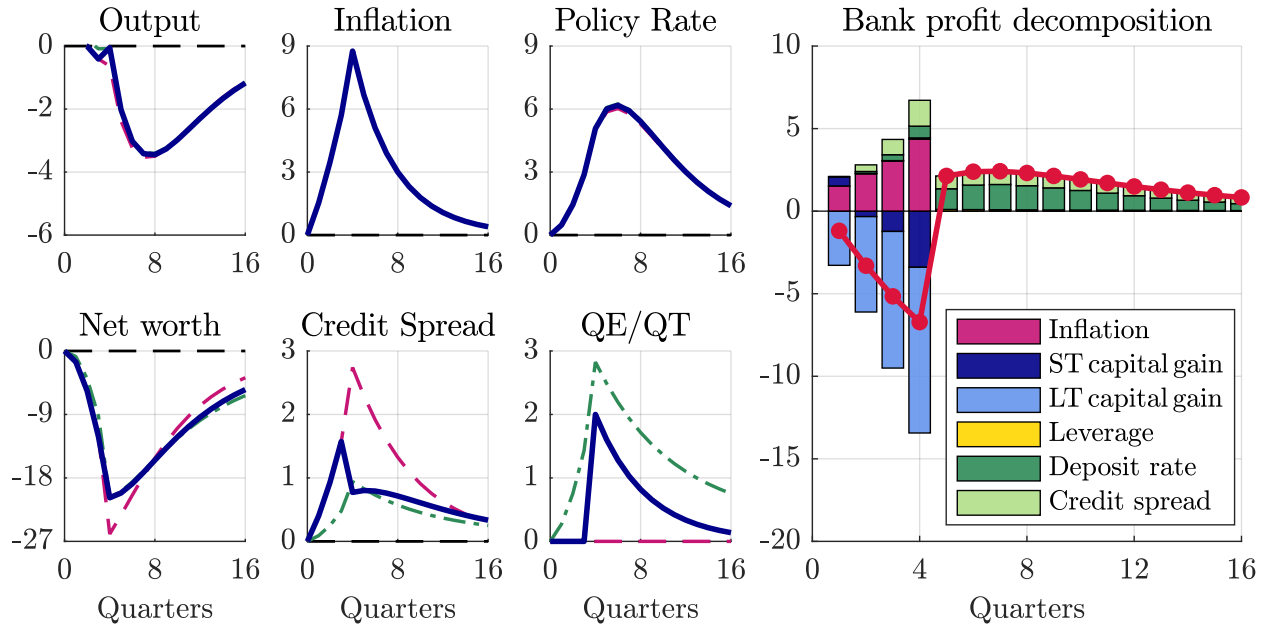 Output
Inflation
Policy Rate
Bank profit decomposition
0
-2
-4
-6
0 8 16
9
6
3
0
0 8 16
9
6
3
0
0 8 16
10
5
0
-5
-10
-15
-20
0 4 8 12 16
Quarters
Inflation
ST capital gain
LT capital gain
Leverage
Deposit rate
Credit spread
Net worth
Credit Spread
QE/QT
0
-9
-18
-27
0 8 16
Quarters
3
2
1
0
0 8 16
Quarters
3
2
1
0
0 8 16
Quarters